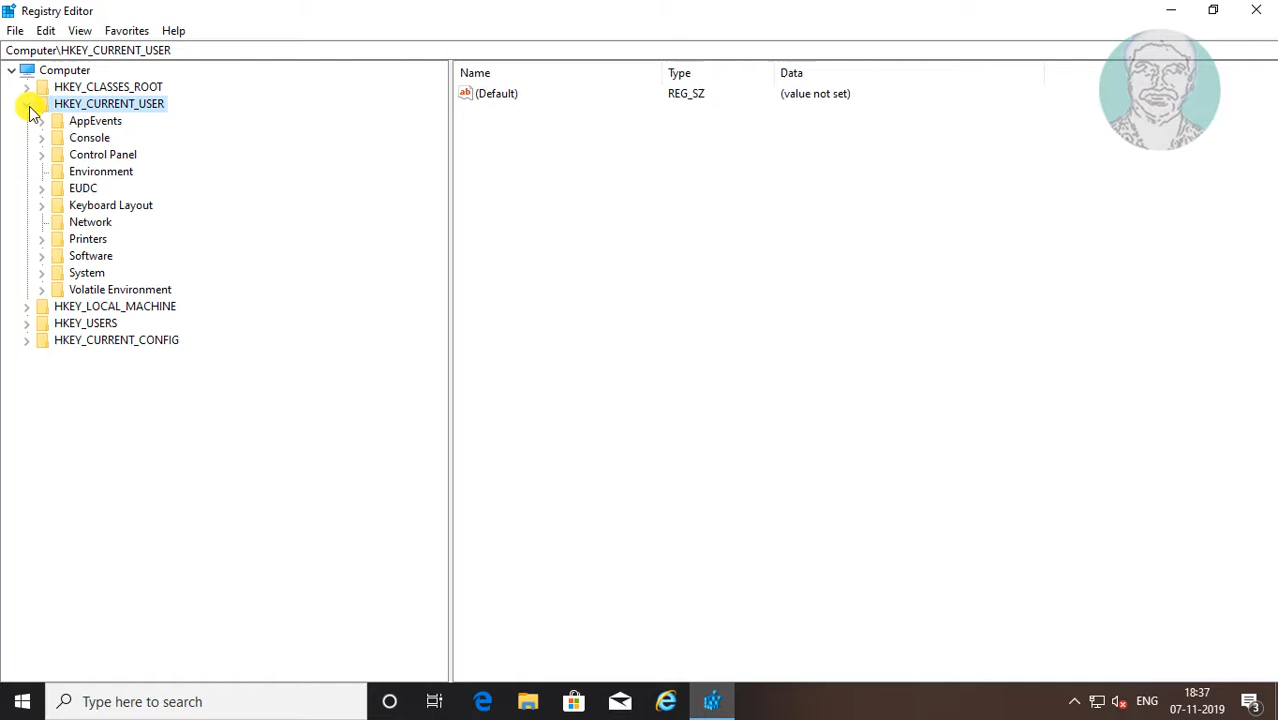 Registry Editor
File Edit View Favorites Help
Computer\HKEY_CURRENT_USER
Computer
HKEY_CLASSES_ROOT
HKEY_CURRENT_USER
AppEvents
Console
Control Panel
Environment
EUDC
Keyboard Layout
Network
Printers
Software
System
Volatile Environment
HKEY_LOCAL_MACHINE
HKEY_USERS
HKEY_CURRENT_CONFIG
Name Type Data
ab (Default) REG_SZ (value not set)
Type here to search
ENG
18:37
07-11-2019
3